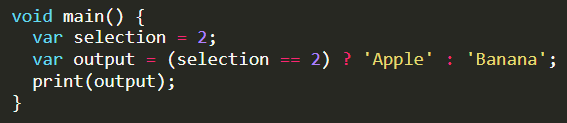 void main() {
  var selection = 2;
  var output = (selection == 2) ? 'Apple' : 'Banana';
  print(output);
}